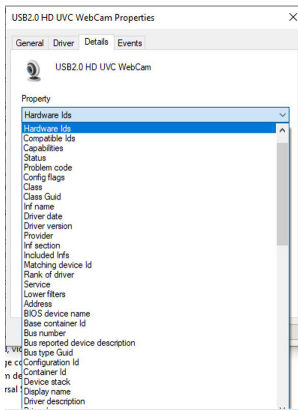 USB2.0 HD UVC WebCam Properties
General Driver Details Events
USB2.0 HD UVC WebCam
Property
Hardware Ids
Hardware Ids
Compatible Ids
Capabilities
Status
Problem code
Config flags
Class
Class Guid
Inf name
Driver date
Driver version
Provider
Inf section
Included Infs
Matching device Id
Rank of driver
Service
Lower filters
Address
BIOS device name
Base container Id
Bus number
Bus reported device description
Bus type Guid
Configuration Id
Container Id
Device stack
Display name
Driver description